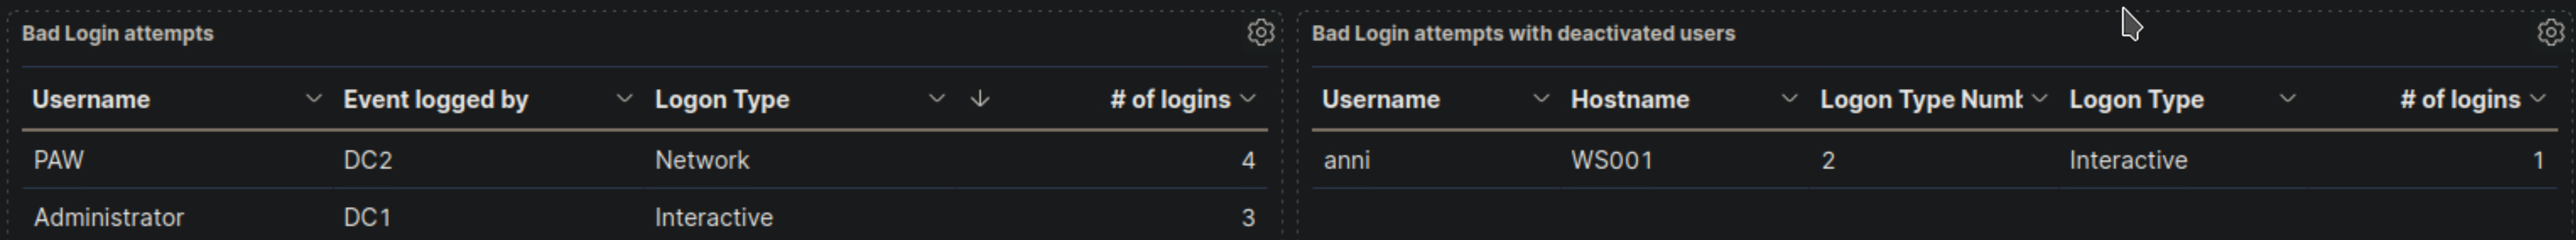 Bad Login attempts
Username Event logged by Logon Type # of logins
PAW DC2 Network 4
Administrator DC1 Interactive 3
Bad Login attempts with deactivated users
Username Hostname Logon Type Numb Logon Type # of logins
anni WS001 2 Interactive 1